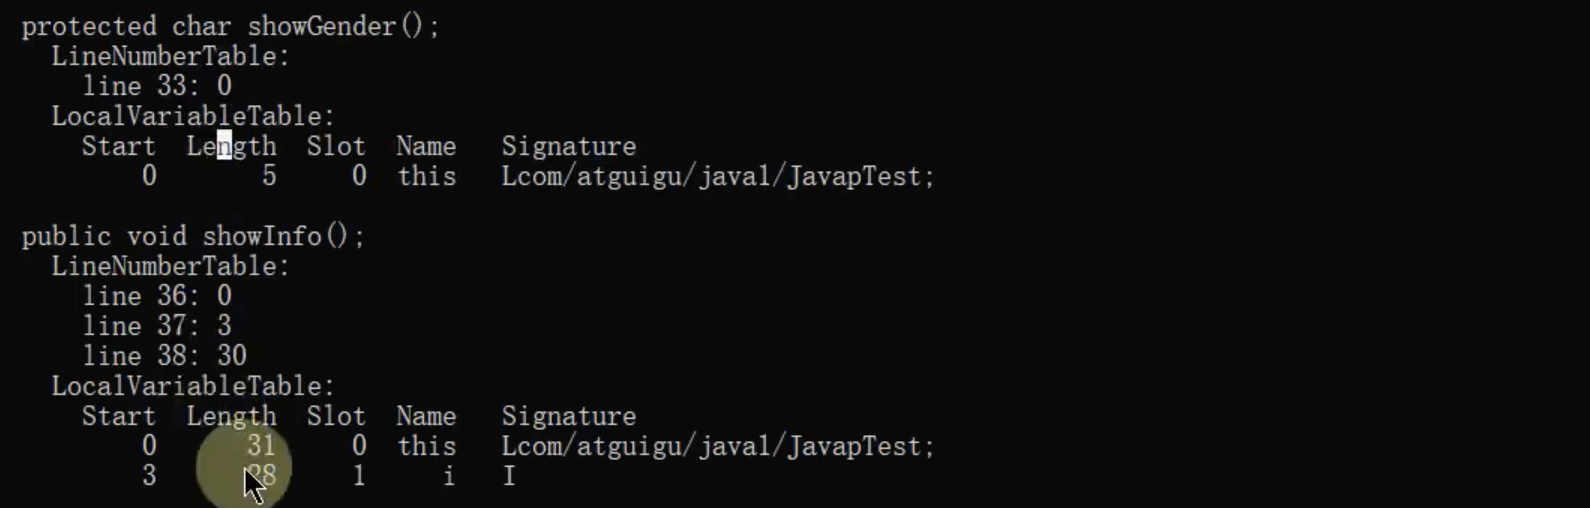 protected char showGender();
LineNumberTable:
line 33: 0
LocalVariableTable:
Start Length Slot Name Signature
0 5 0 this Lcom/atguigu/java1/JavapTest;
public void showInfo();
LineNumberTable:
line 36: 0
line 37: 3
line 38: 30
LocalVariableTable:
Start Length Slot Name Signature
0 31 0 this Lcom/atguigu/java1/JavapTest;
3 28 1 i I